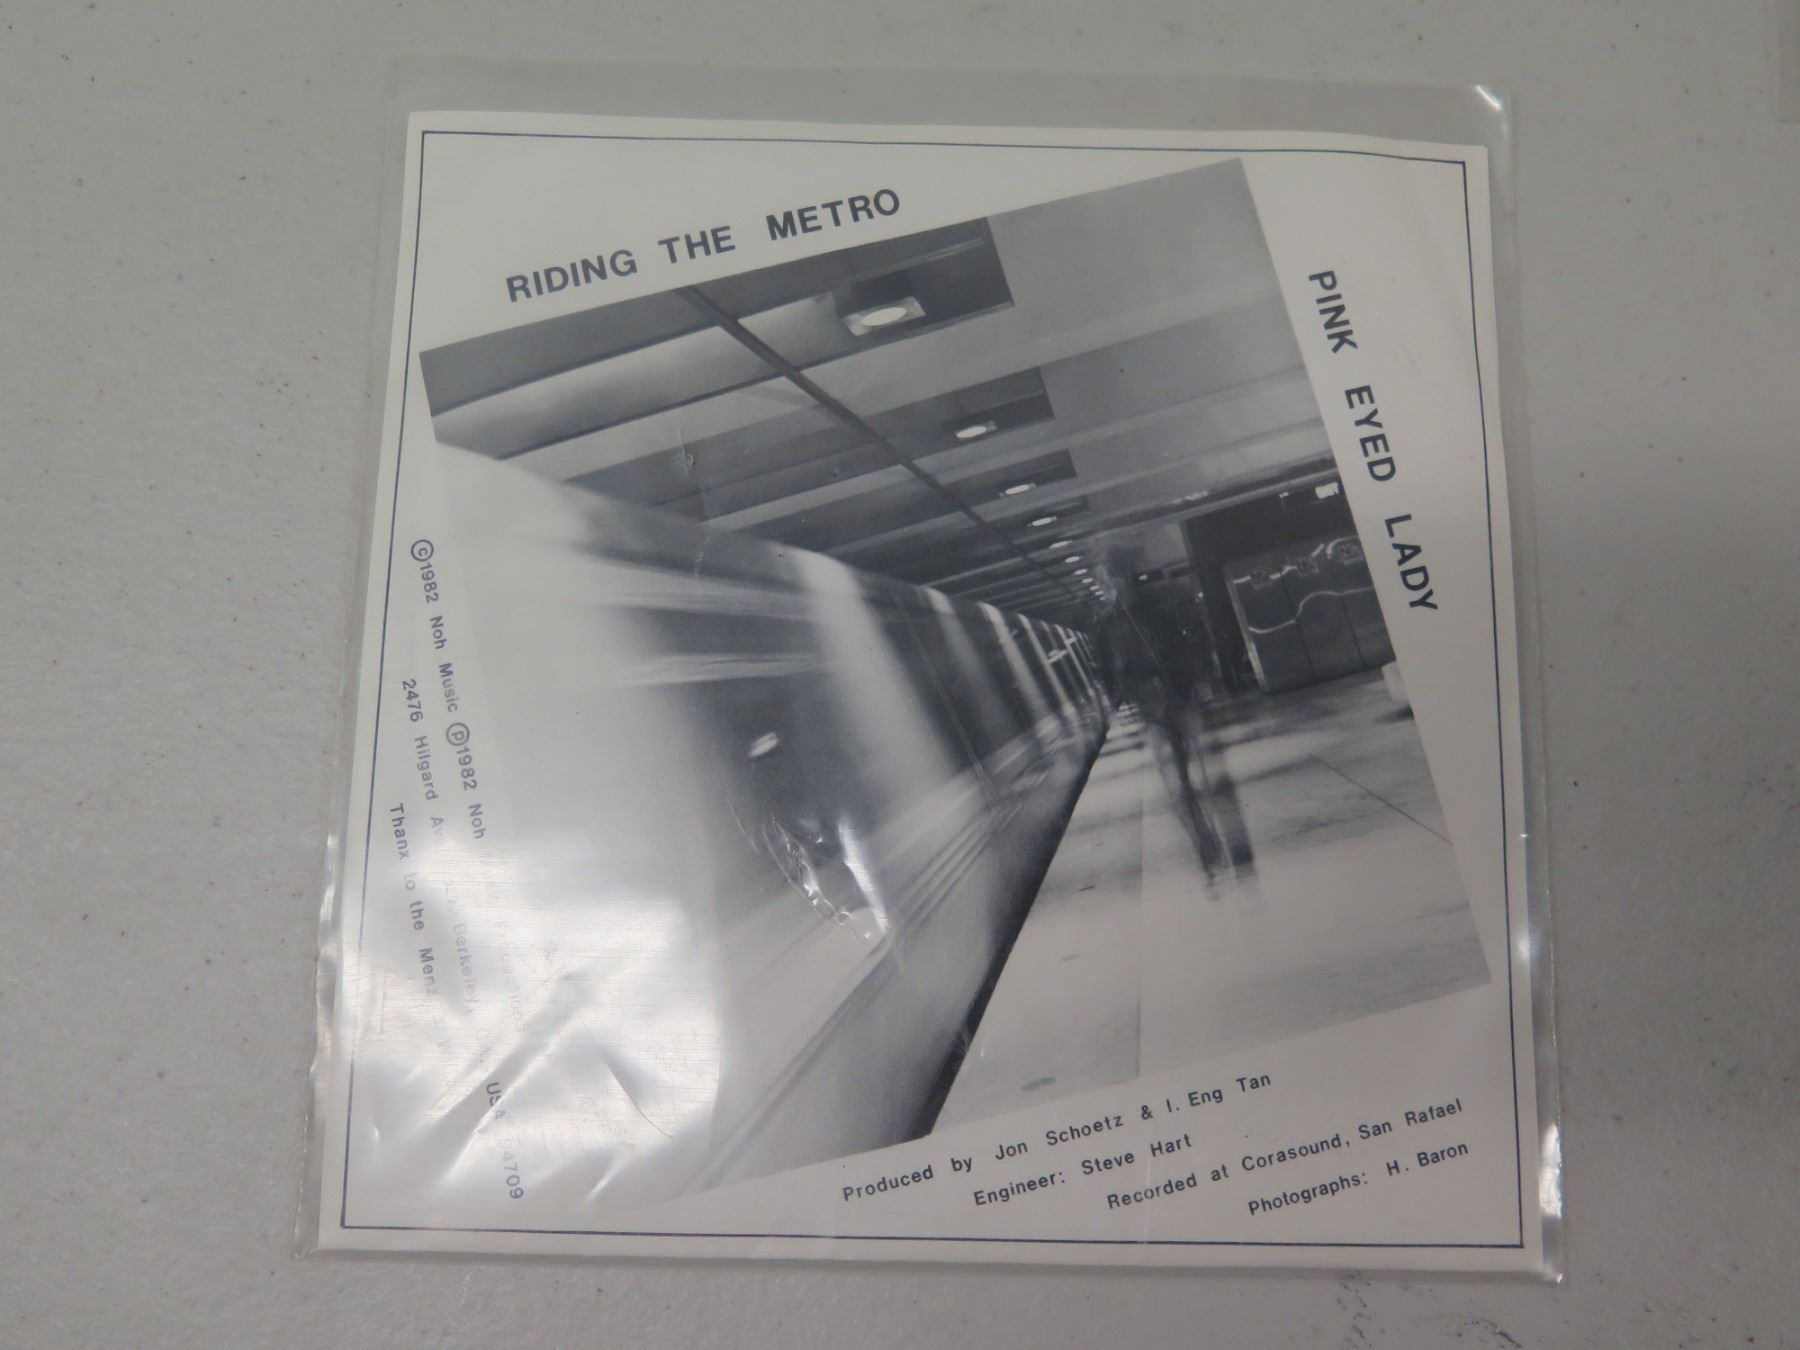 RIDING THE METRO
PINK EYED LADY
©1982 Noh Music ℗1982 Noh
2476 Hilgard Berkeley USA 94709
Thanx to the Menz
Produced by Jon Schoetz & I. Eng Tan
Engineer: Steve Hart
Recorded at Corasound, San Rafael
Photographs: H. Baron